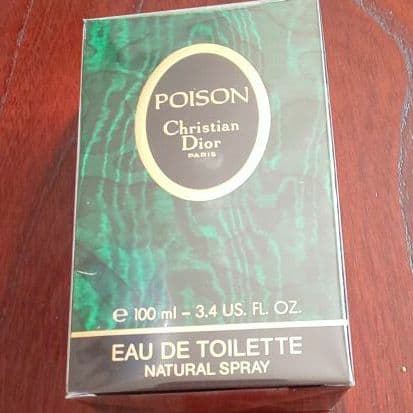 POISON
Christian
Dior
PARIS
℮ 100 ml – 3.4 US. FL. OZ.
EAU DE TOILETTE
NATURAL SPRAY